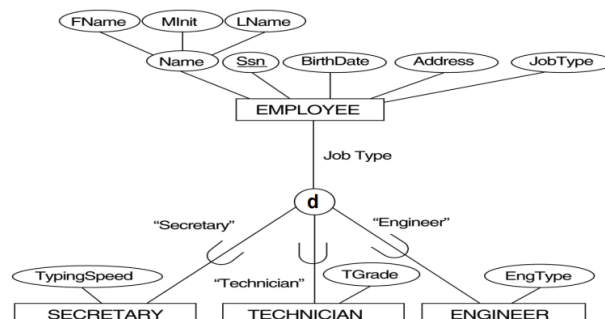 FName MInit LName
Name Ssn BirthDate Address JobType
EMPLOYEE
Job Type
d
"Secretary" "Engineer"
TypingSpeed "Technician" TGrade EngType
SECRETARY TECHNICIAN ENGINEER